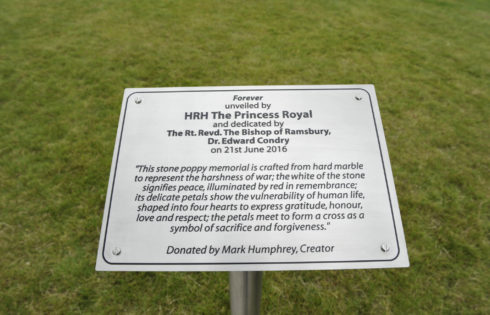 Forever
unveiled by
HRH The Princess Royal
and dedicated by
The Rt. Revd. The Bishop of Ramsbury,
Dr. Edward Condry
on 21st June 2016
"This stone poppy memorial is crafted from hard marble
to represent the harshness of war; the white of the stone
signifies peace, illuminated by red in remembrance;
its delicate petals show the vulnerability of human life,
shaped into four hearts to express gratitude, honour,
love and respect; the petals meet to form a cross as a
symbol of sacrifice and forgiveness."
Donated by Mark Humphrey, Creator